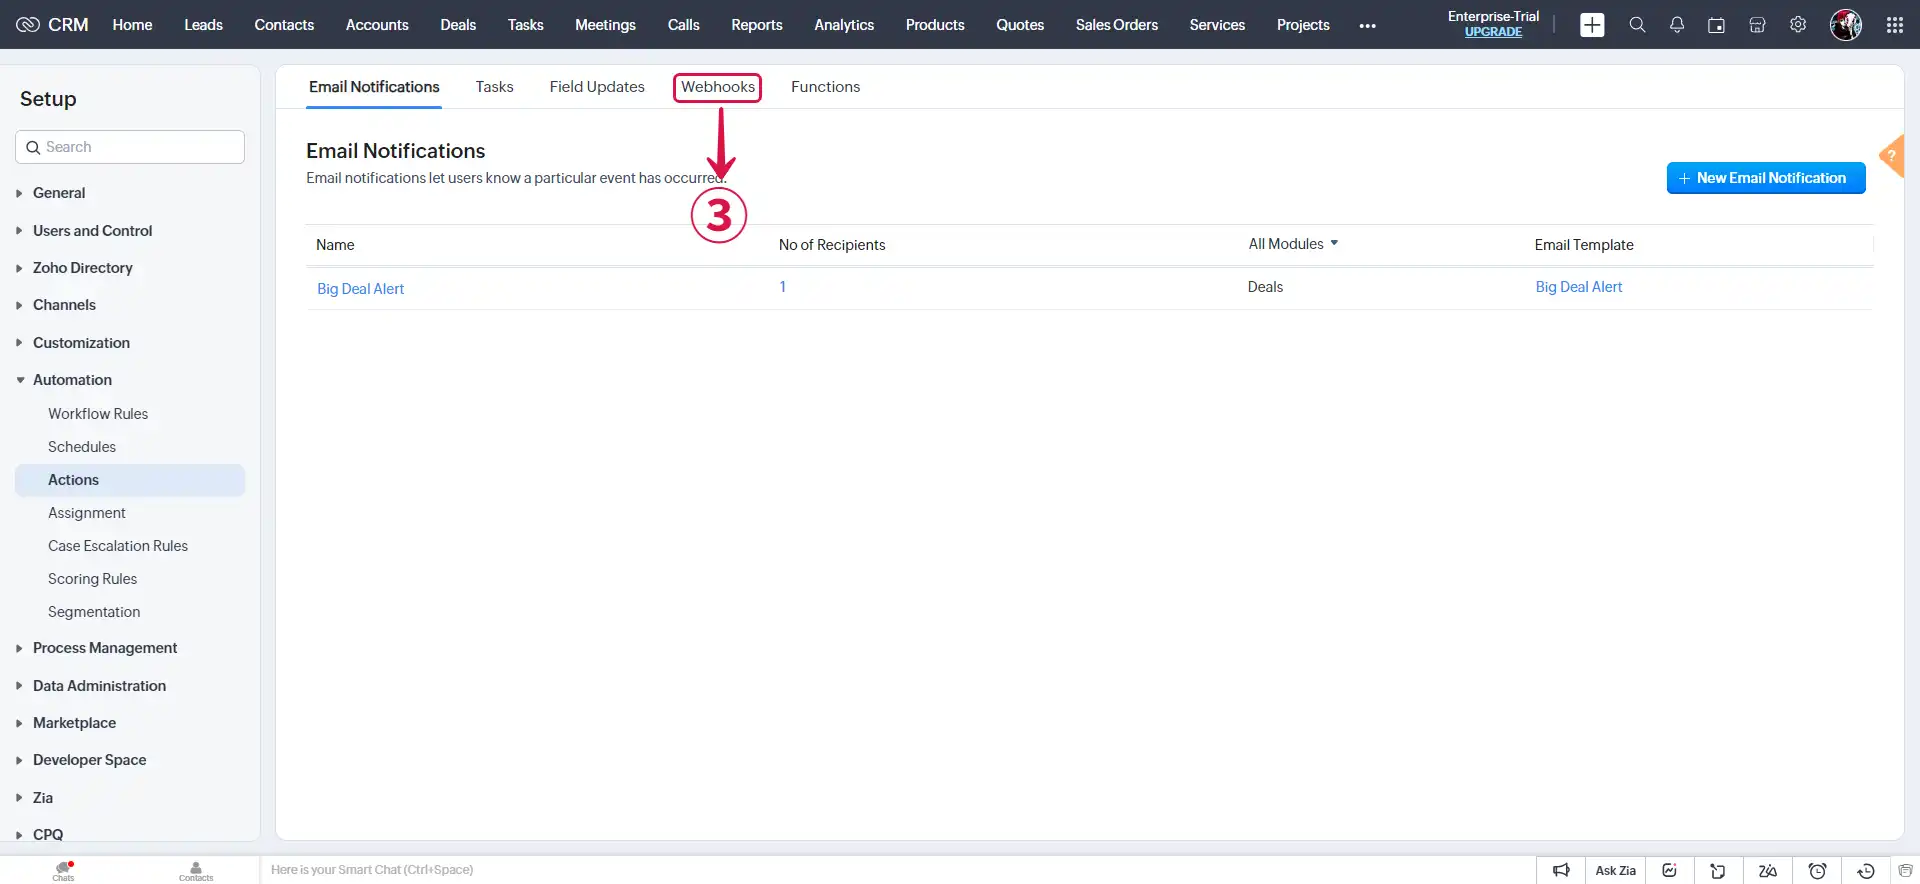 CRM Home Leads Contacts Accounts Deals Tasks Meetings Calls Reports Analytics Products Quotes Sales Orders Services Projects ••• Enterprise-Trial
UPGRADE
Setup
Search
General
Users and Control
Zoho Directory
Channels
Customization
Automation
Workflow Rules
Schedules
Actions
Assignment
Case Escalation Rules
Scoring Rules
Segmentation
Process Management
Data Administration
Marketplace
Developer Space
Zia
CPQ
Email Notifications Tasks Field Updates Webhooks Functions
Email Notifications
Email notifications let users know a particular event has occurred.
?
+ New Email Notification
3
Name No of Recipients All Modules Email Template
Big Deal Alert 1 Deals Big Deal Alert
Chats Contacts Here is your Smart Chat (Ctrl+Space) Ask Zia